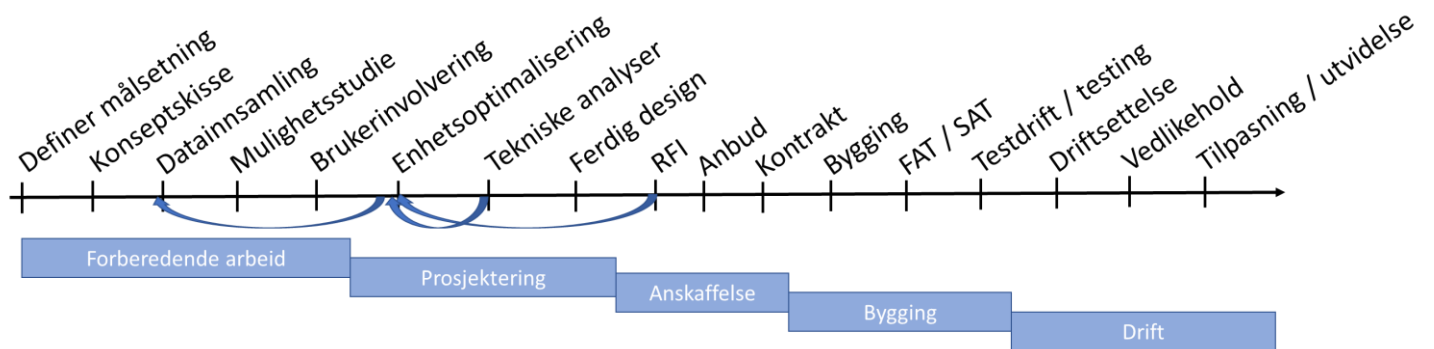 Definer målsetning
Konseptskisse
Datainnsamling
Mulighetsstudie
Brukerinvolvering
Enhetsoptimalisering
Tekniske analyser
Ferdig design
RFI
Anbud
Kontrakt
Bygging
FAT / SAT
Testdrift / testing
Driftsettelse
Vedlikehold
Tilpasning / utvidelse
Forberedende arbeid
Prosjektering
Anskaffelse
Bygging
Drift